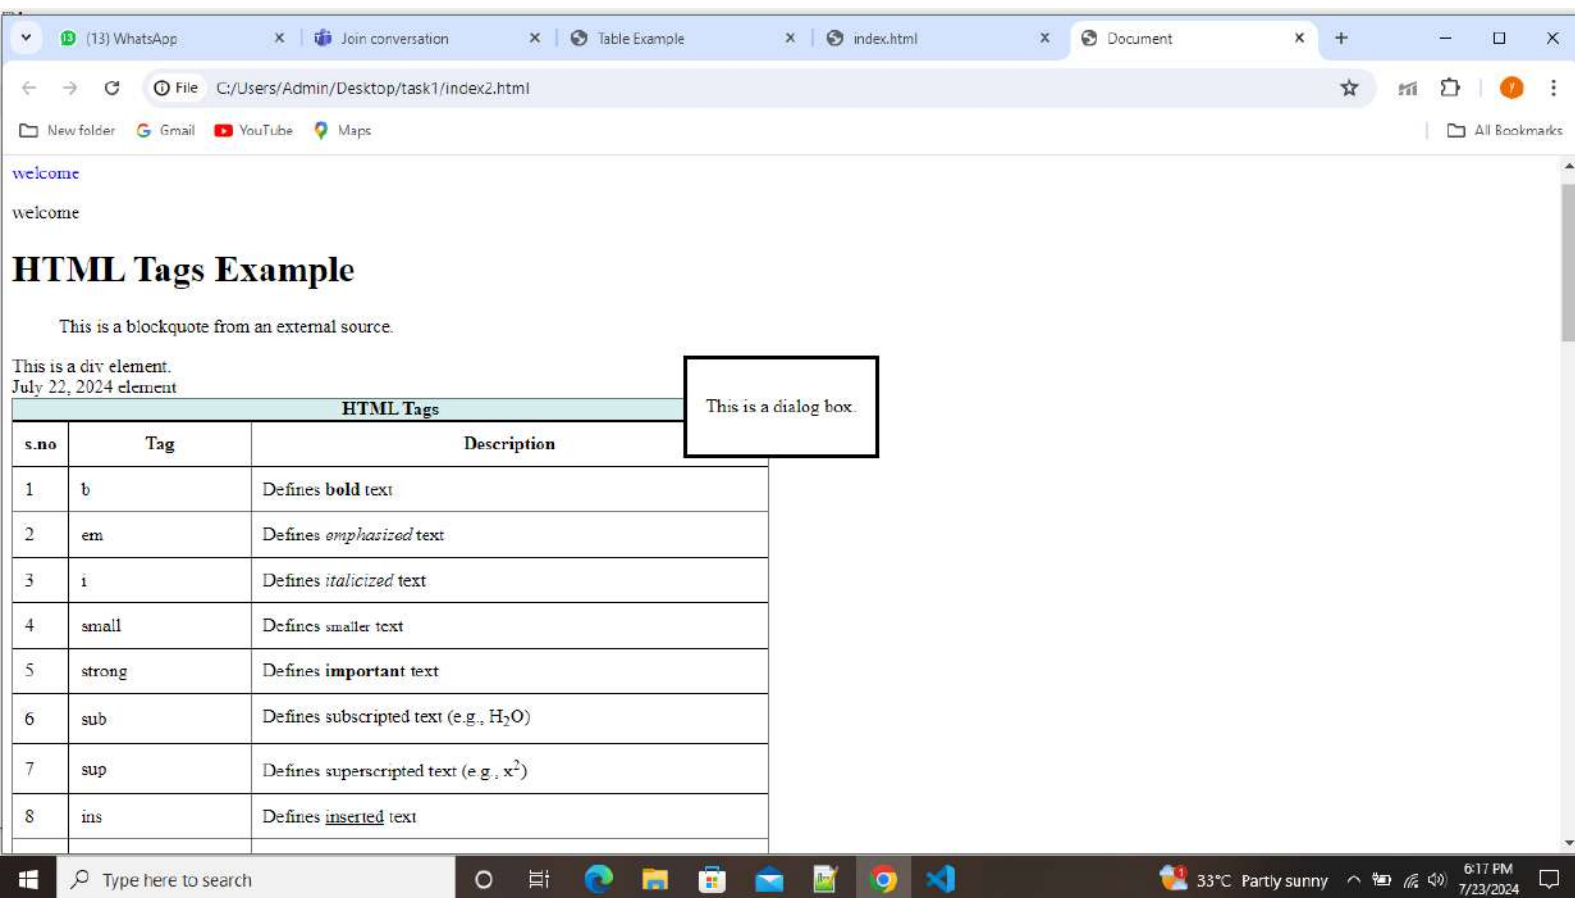 (13) WhatsApp
Join conversation
Table Example
index.html
Document
File C:/Users/Admin/Desktop/task1/index2.html
New folder Gmail YouTube Maps All Bookmarks
welcome
welcome
HTML Tags Example
This is a blockquote from an external source.
This is a div element.
July 22, 2024 element
This is a dialog box.
HTML Tags
s.no Tag Description
1 b Defines bold text
2 em Defines emphasized text
3 i Defines italicized text
4 small Defines smaller text
5 strong Defines important text
6 sub Defines subscripted text (e.g., H₂O)
7 sup Defines superscripted text (e.g., x²)
8 ins Defines inserted text
Type here to search
33°C Partly sunny
6:17 PM
7/23/2024